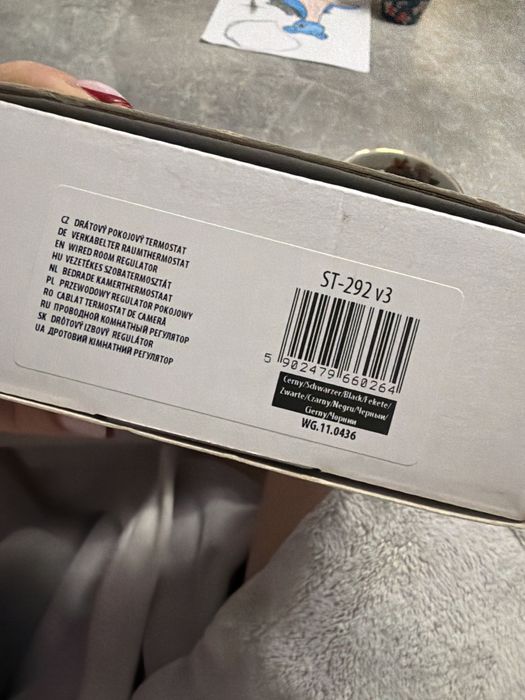 CZ DRÁTOVÝ POKOJOVÝ TERMOSTAT
DE VERKABELTER RAUMTHERMOSTAT
EN WIRED ROOM REGULATOR
HU VEZETÉKES SZOBATERMOSZTÁT
NL BEDRADE KAMERTHERMOSTAAT
PL PRZEWODOWY REGULATOR POKOJOWY
RO CABLAT TERMOSTAT DE CAMERĂ
RU ПРОВОДНОЙ КОМНАТНЫЙ РЕГУЛЯТОР
SK DRÔTOVÝ IZBOVÝ REGULÁTOR
UA ДРОТОВИЙ КІМНАТНИЙ РЕГУЛЯТОР
ST-292 v3
5 902479 660264
Černy/Schwarzer/Black/Fekete/
Zwarte/Czarny/Negru/Черный/
Čierny/Чорний
WG.11.0436